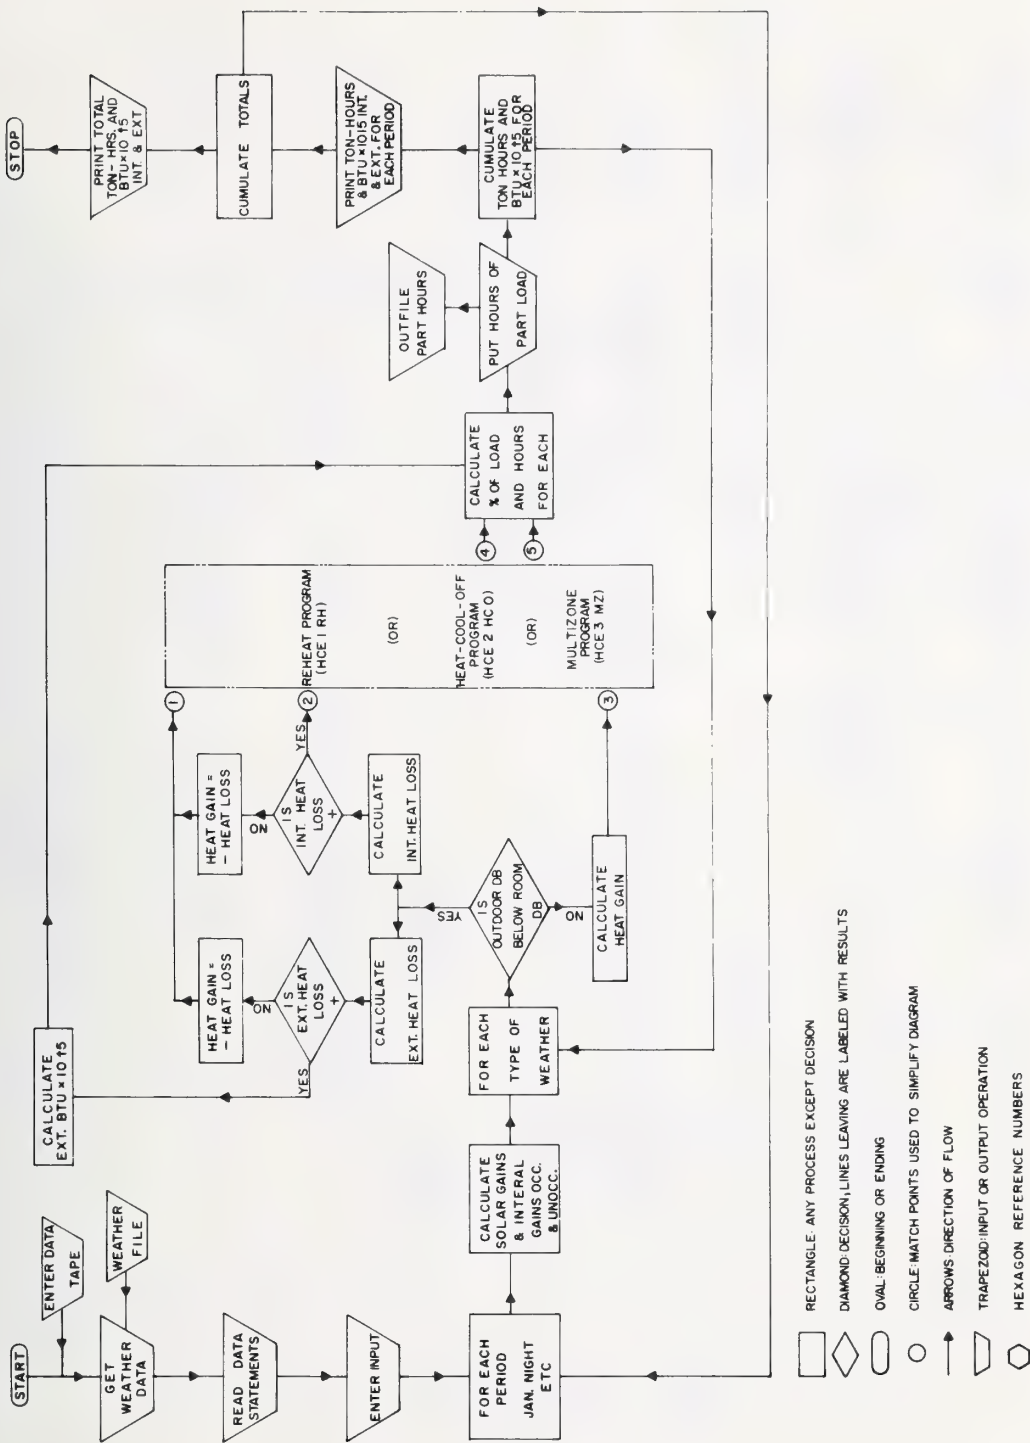 START
ENTER DATA
TAPE
GET
WEATHER
DATA
WEATHER
FILE
READ DATA
STATEMENTS
ENTER INPUT
FOR EACH
PERIOD
JAN. NIGHT
ETC
CALCULATE
SOLAR GAINS
& INTERAL
GAINS OCC.
& UNOCC.
FOR EACH
TYPE OF
WEATHER
IS
OUTDOOR DB
BELOW ROOM
DB
YES
NO
CALCULATE
HEAT GAIN
CALCULATE
EXT. HEAT LOSS
CALCULATE
INT. HEAT LOSS
IS
EXT. HEAT
LOSS
+
YES
NO
IS
INT. HEAT
LOSS
+
YES
NO
HEAT GAIN =
– HEAT LOSS
HEAT GAIN =
– HEAT LOSS
CALCULATE
EXT. BTU × 10 ↑5
1
2
3
REHEAT PROGRAM
(HCE 1 RH)
(OR)
HEAT-COOL-OFF
PROGRAM
(HCE 2 HC O)
(OR)
MULTIZONE
PROGRAM
(HCE 3 MZ)
4
5
CALCULATE
% OF LOAD
AND HOURS
FOR EACH
PUT HOURS OF
PART LOAD
OUTFILE
PART HOURS
CUMULATE
TON HOURS AND
BTU × 10 ↑5 FOR
EACH PERIOD
PRINT TON-HOURS
& BTU × 1015 INT.
& EXT. FOR
EACH PERIOD
CUMULATE TOTALS
PRINT TOTAL
TON- HRS. AND
BTU × 10 ↑5
INT. & EXT
STOP
RECTANGLE: ANY PROCESS EXCEPT DECISION
DIAMOND: DECISION, LINES LEAVING ARE LABELED WITH RESULTS
OVAL: BEGINNING OR ENDING
CIRCLE: MATCH POINTS USED TO SIMPLIFY DIAGRAM
ARROWS: DIRECTION OF FLOW
TRAPEZOID: INPUT OR OUTPUT OPERATION
HEXAGON REFERENCE NUMBERS